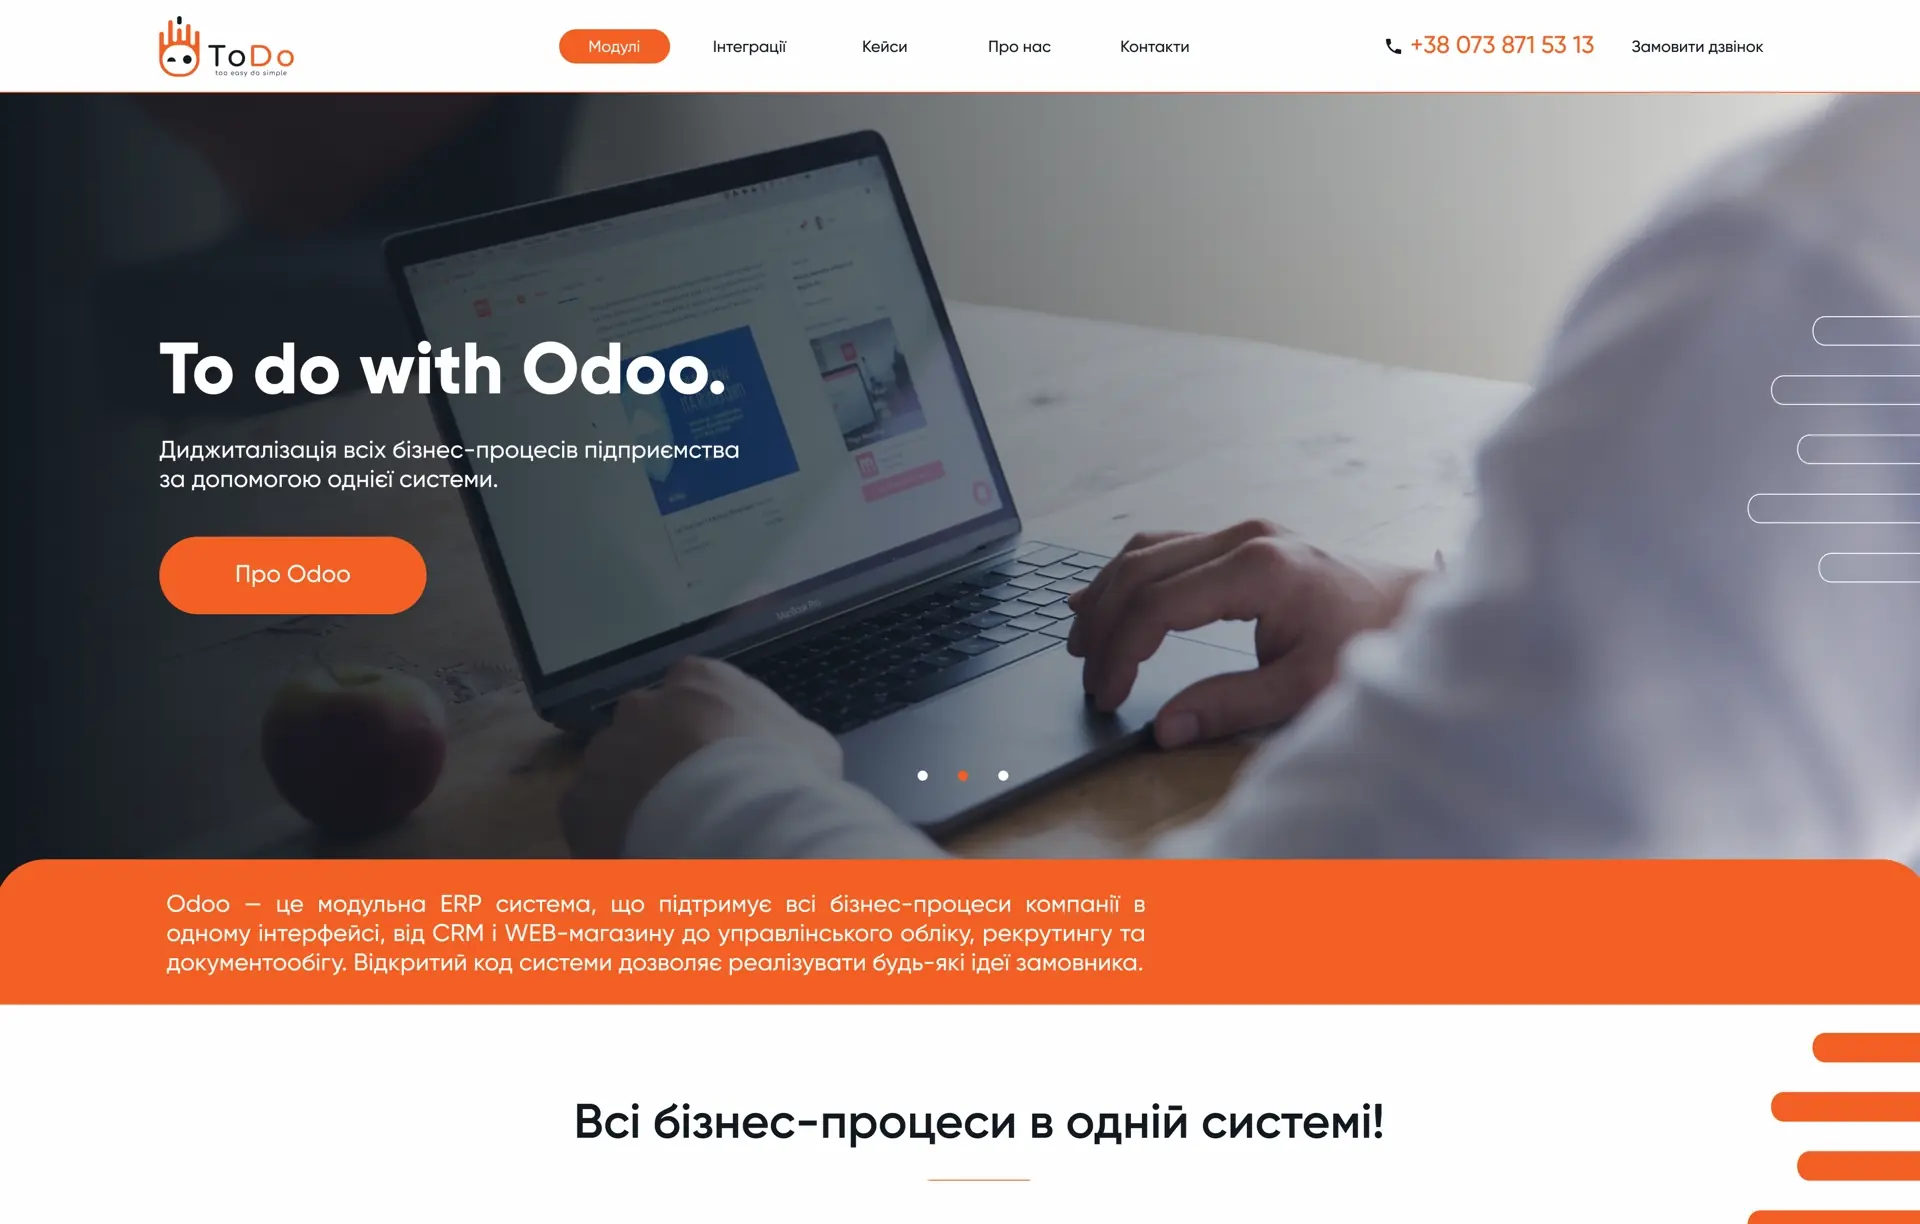 ToDo
too easy do simple
Модулі
Інтеграції
Кейси
Про нас
Контакти
+38 073 871 53 13
Замовити дзвінок
To do with Odoo.
Диджиталізація всіх бізнес-процесів підприємства
за допомогою однієї системи.
Про Odoo
MacBook Pro
Odoo — це модульна ERP система, що підтримує всі бізнес-процеси компанії в
одному інтерфейсі, від CRM і WEB-магазину до управлінського обліку, рекрутингу та
документообігу. Відкритий код системи дозволяє реалізувати будь-які ідеї замовника.
Всі бізнес-процеси в одній системі!